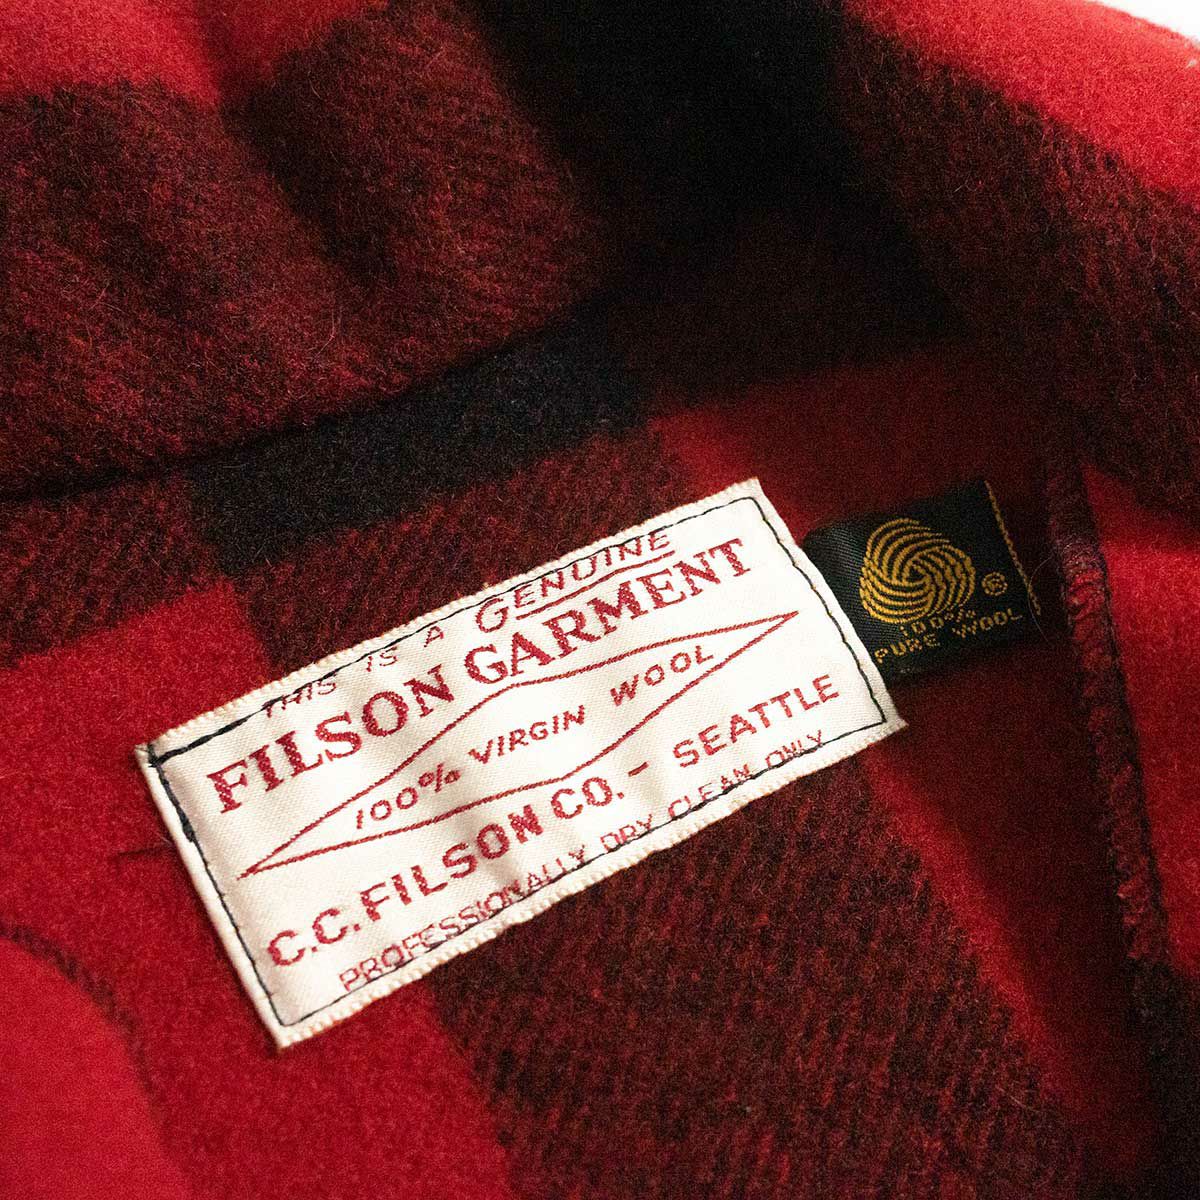 THIS IS A GENUINE
FILSON GARMENT
100% VIRGIN WOOL
C.C. FILSON CO. - SEATTLE
PROFESSIONALLY DRY CLEAN ONLY
®
100%
PURE WOOL